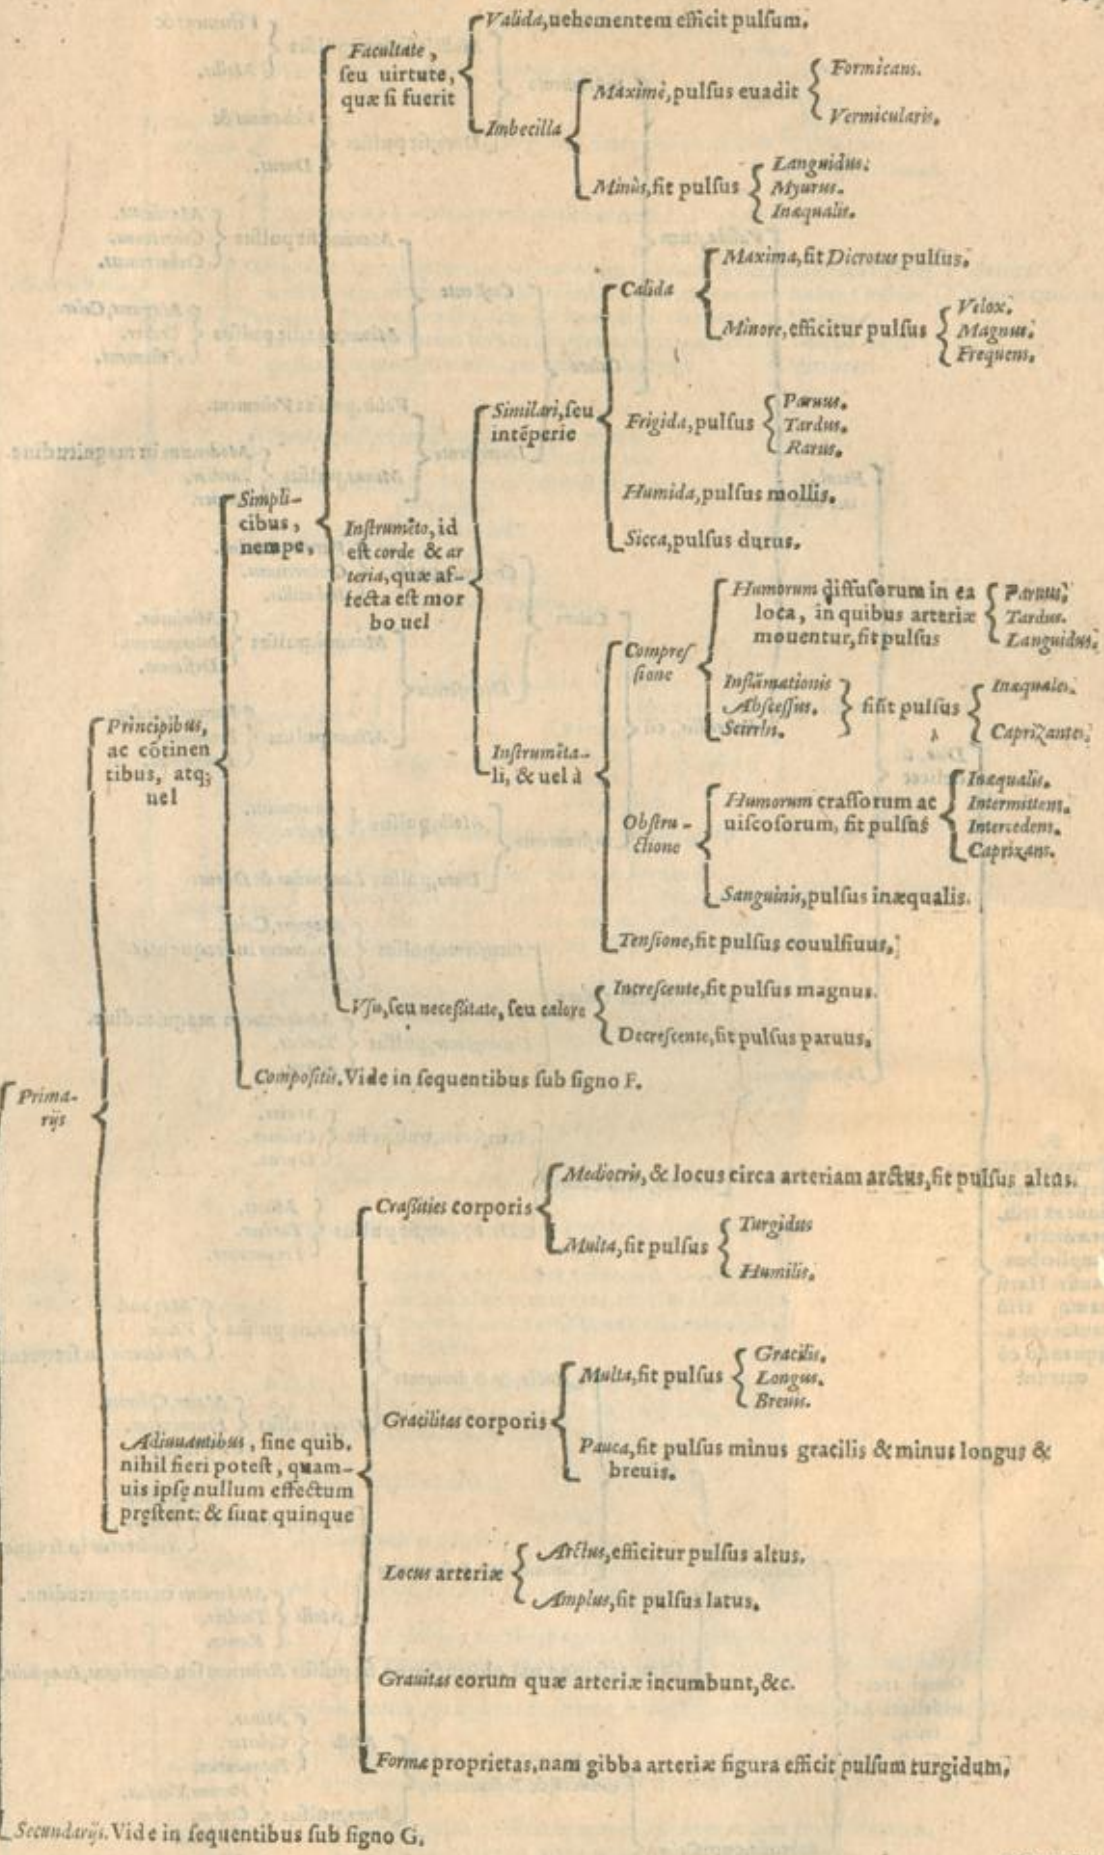 Valida, uehementem efficit pulſum.
Facultate,
ſeu uirtute,
quæ ſi fuerit
Imbecilla
Maximè, pulſus euadit
Formicans.
Vermicularis.
Minùs, fit pulſus
Languidus.
Myurus.
Inæqualis.
Calida
Maxima, fit Dicrotus pulſus.
Minore, efficitur pulſus
Velox.
Magnus.
Frequens.
Similari, ſeu
intẽperie
Frigida, pulſus
Paruus.
Tardus.
Rarus.
Humida, pulſus mollis.
Sicca, pulſus durus.
Simpli-
cibus,
nempe,
Inſtrumẽto, id
eſt corde & ar
teria, quæ af-
fecta eſt mor
bo uel
Compreſ
ſione
Humorum diffuſorum in ea
loca, in quibus arteriæ
mouentur, fit pulſus
Paruus,
Tardus.
Languidus.
Inflãmationis
Abſceſſus.
Scirrhi.
fiũt pulſus
Inæquales.
Caprizantes.
Inſtrumẽta-
li, & uel à
Obſtru-
ctione
Humorum craſſorum ac
uiſcoſorum, fit pulſus
Inæqualis.
Intermittens.
Intercedens.
Caprizans.
Sanguinis, pulſus inæqualis.
Tenſione, fit pulſus couulſiuus.
Principibus,
ac cõtinen
tibus, atq;
uel
Vſu, ſeu neceſſitate, ſeu calore
Increſcente, fit pulſus magnus.
Decreſcente, fit pulſus paruus.
Compoſitis. Vide in ſequentibus ſub ſigno F.
Prima-
rijs
Craſſities corporis
Mediocris, & locus circa arteriam arctus, fit pulſus altus.
Multa, fit pulſus
Turgidus
Humilis.
Gracilitas corporis
Multa, fit pulſus
Gracilis.
Longus.
Breuis.
Pauca, fit pulſus minus gracilis & minus longus &
breuis.
Adiuuantibus, ſine quib.
nihil fieri poteſt, quam-
uis ipſę nullum effectum
pręſtent: & ſunt quinque
Locus arteriæ
Arctus, efficitur pulſus altus.
Amplus, fit pulſus latus.
Grauitas eorum quæ arteriæ incumbunt, &c.
Formæ proprietas, nam gibba arteriæ figura efficit pulſum turgidum.
Secundarijs. Vide in ſequentibus ſub ſigno G.